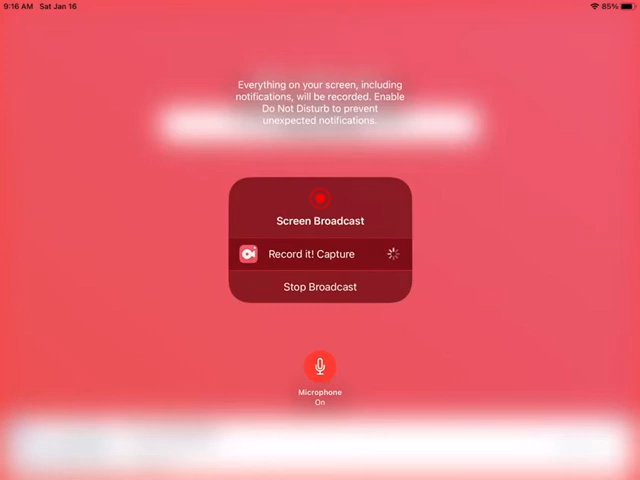 9:16 AM Sat Jan 16 85%
Everything on your screen, including
notifications, will be recorded. Enable
Do Not Disturb to prevent
unexpected notifications.
Screen Broadcast
Record it! Capture
Stop Broadcast
Microphone
On